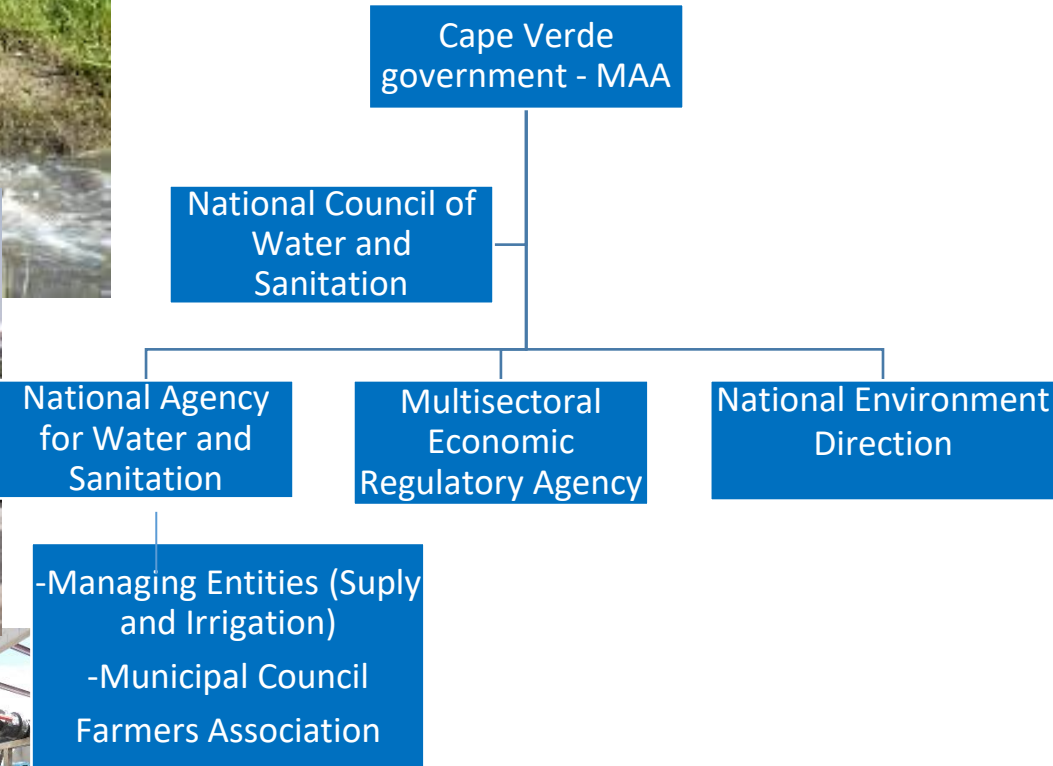 Cape Verde
government - MAA
National Council of
Water and
Sanitation
National Agency
for Water and
Sanitation
Multisectoral
Economic
Regulatory Agency
National Environment
Direction
-Managing Entities (Suply
and Irrigation)
-Municipal Council
Farmers Association